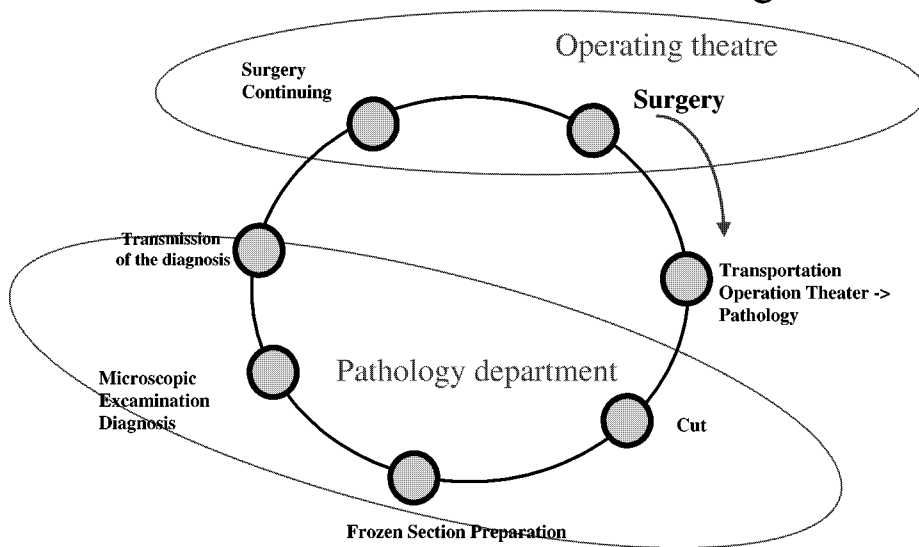 Operating theatre
Surgery
Continuing
Surgery
Transmission
of the diagnosis
Transportation
Operation Theater ->
Pathology
Pathology department
Microscopic
Excamination
Diagnosis
Cut
Frozen Section Preparation